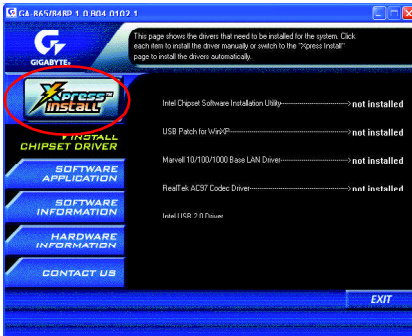 GA-865/848P 1.0 B04.0102.1
GIGABYTE™
This page shows the drivers that need to be installed for the system. Click
each item to install the driver manually or switch to the "Xpress Install"
page to install the drivers automatically.
Xpress™
INSTALL
INSTALL
CHIPSET DRIVER
SOFTWARE
APPLICATION
SOFTWARE
INFORMATION
HARDWARE
INFORMATION
CONTACT US
Intel Chipset Software Installation Utility------------>not installed
USB Patch for WinXP------------>not installed
Marvell 10/100/1000 Base LAN Driver------------>not installed
RealTek AC97 Codec Driver------------>not installed
Intel USB 2.0 Driver
EXIT